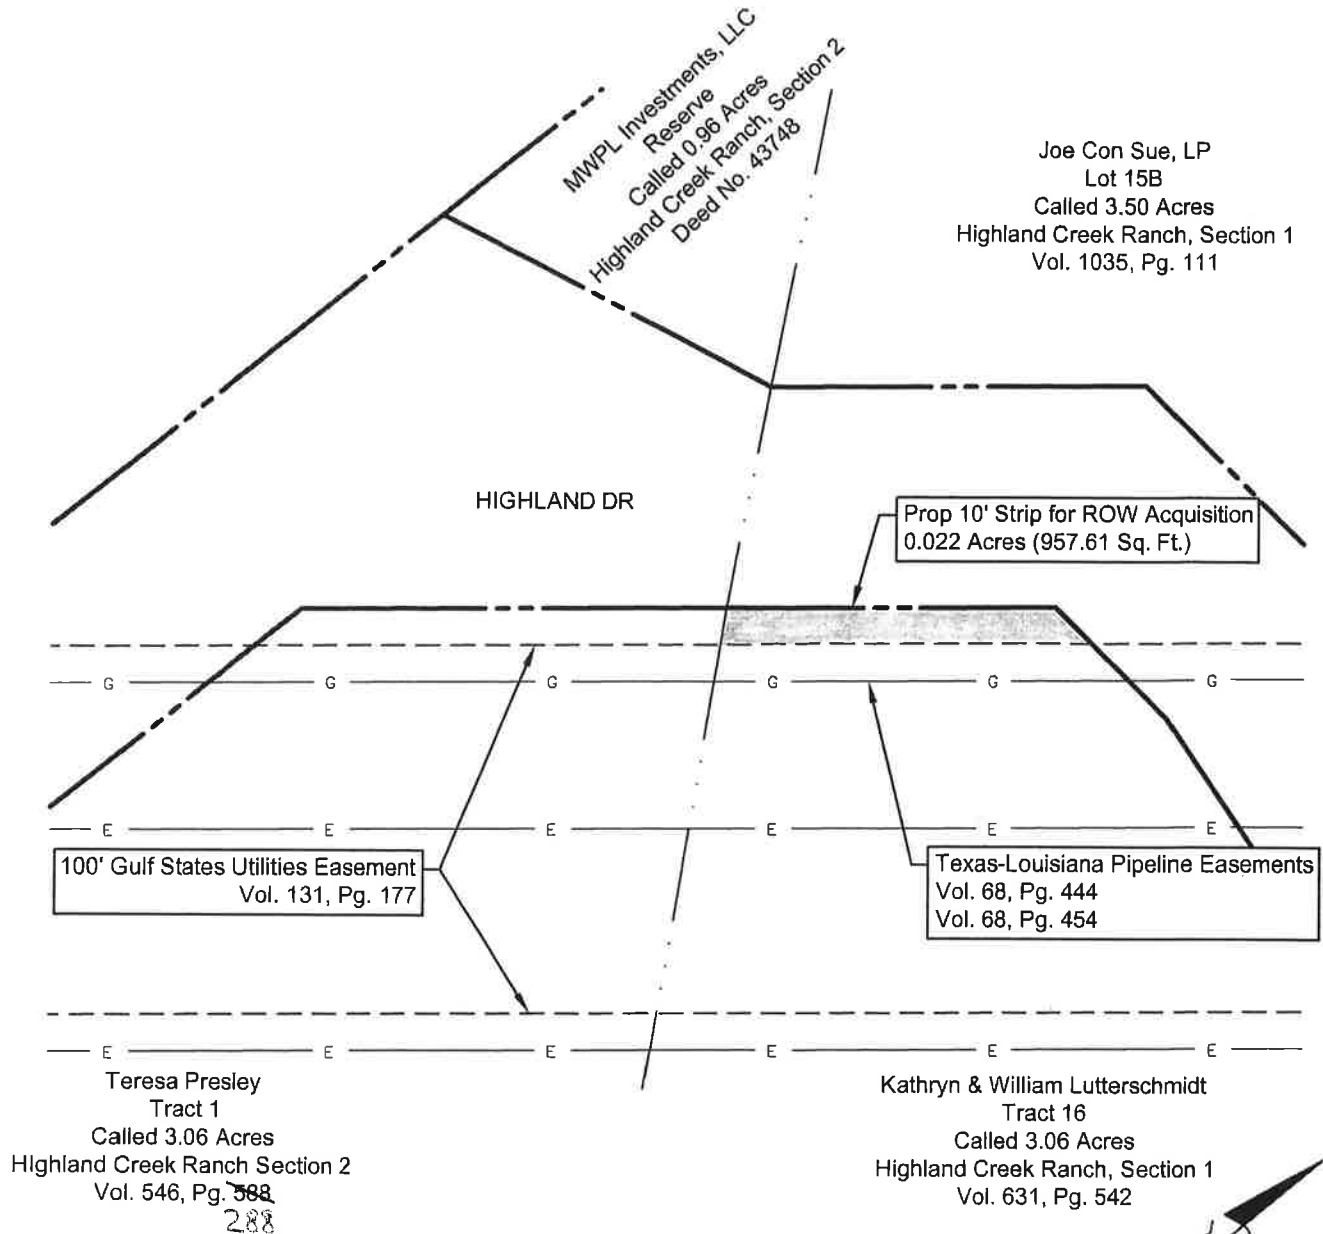 MWPL Investments, LLC
Reserve
Called 0.96 Acres
Highland Creek Ranch, Section 2
Deed No. 43748
Joe Con Sue, LP
Lot 15B
Called 3.50 Acres
Highland Creek Ranch, Section 1
Vol. 1035, Pg. 111
HIGHLAND DR
Prop 10' Strip for ROW Acquisition
0.022 Acres (957.61 Sq. Ft.)
G G G G G G
E E E E E E
100' Gulf States Utilities Easement
Vol. 131, Pg. 177
Texas-Louisiana Pipeline Easements
Vol. 68, Pg. 444
Vol. 68, Pg. 454
E E E E E E
Teresa Presley
Tract 1
Called 3.06 Acres
Highland Creek Ranch Section 2
Vol. 546, Pg. 588
288
Kathryn & William Lutterschmidt
Tract 16
Called 3.06 Acres
Highland Creek Ranch, Section 1
Vol. 631, Pg. 542